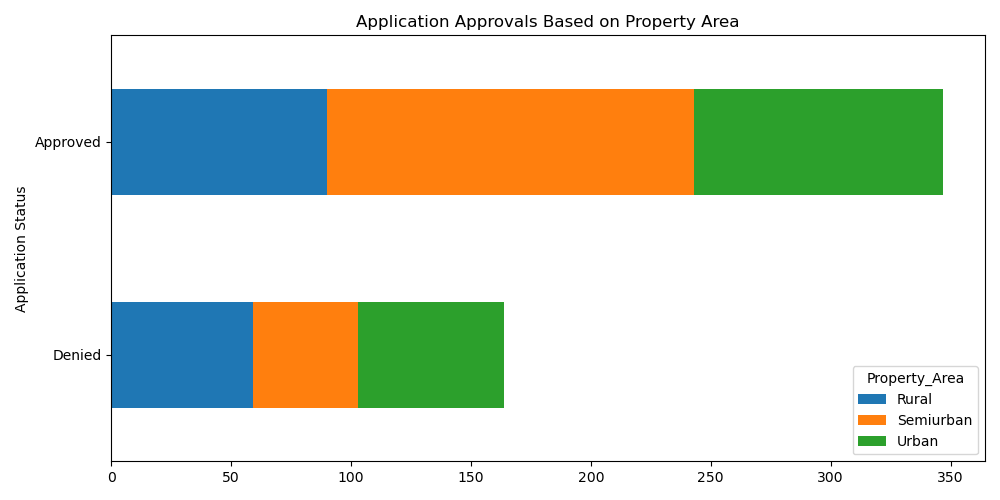 Application Approvals Based on Property Area
Application Status
Approved
Denied
Property_Area
Rural
Semiurban
Urban
0 50 100 150 200 250 300 350